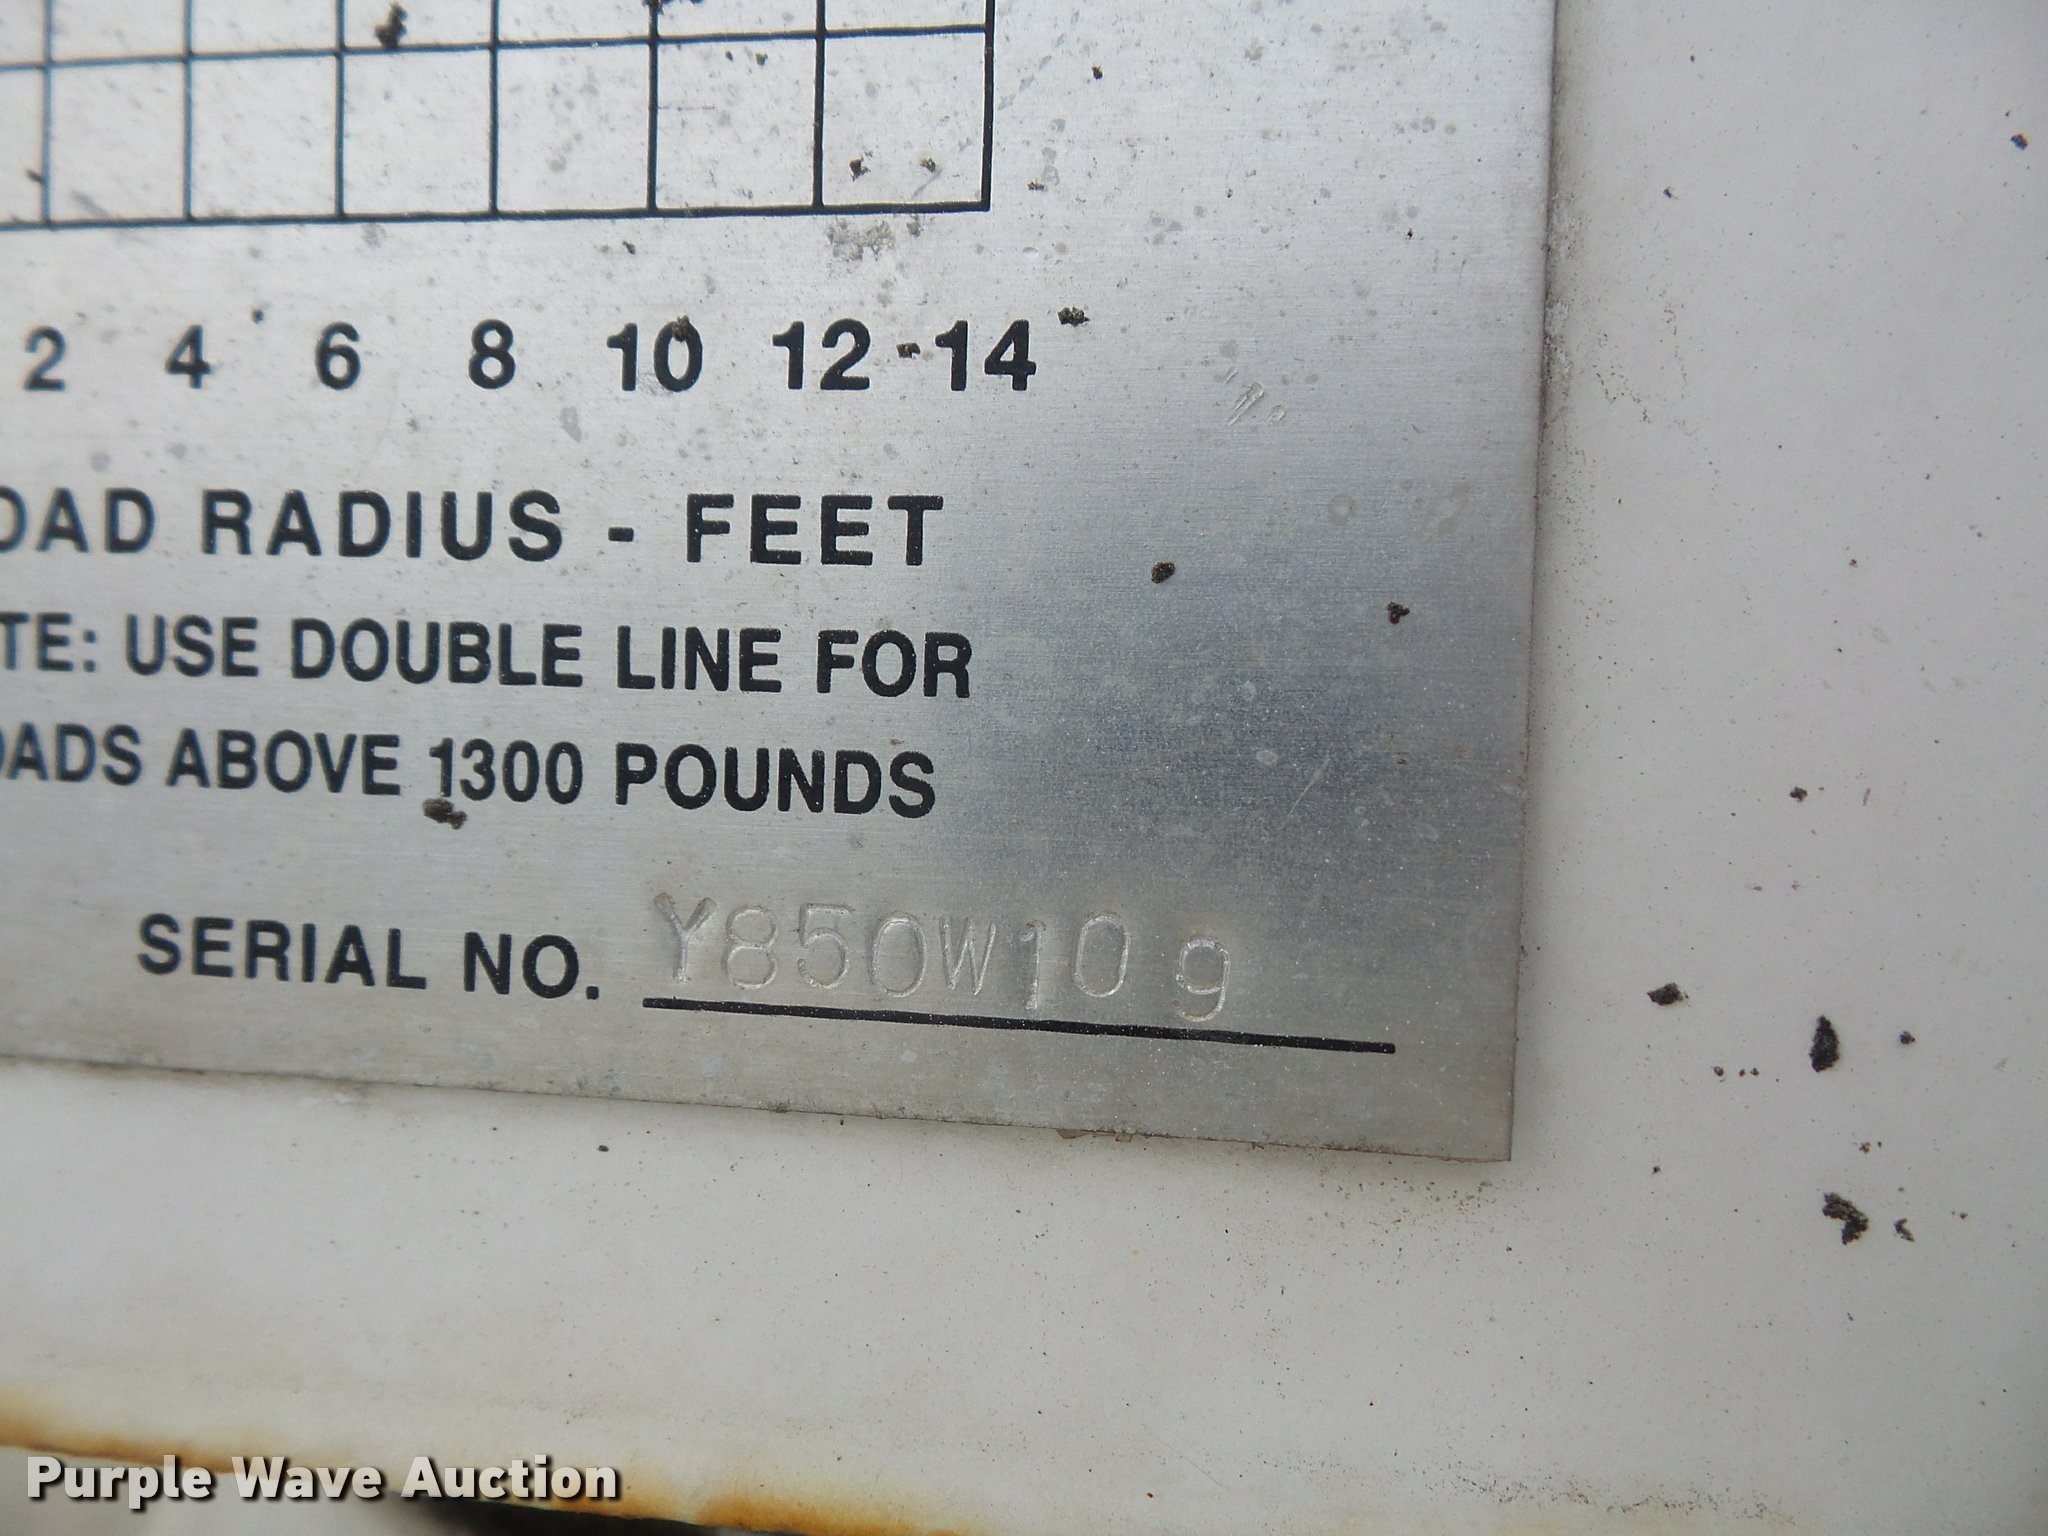 2 4 6 8 10 12 14
OAD RADIUS - FEET
TE: USE DOUBLE LINE FOR
OADS ABOVE 1300 POUNDS
SERIAL NO. Y850W10 9
Purple Wave Auction